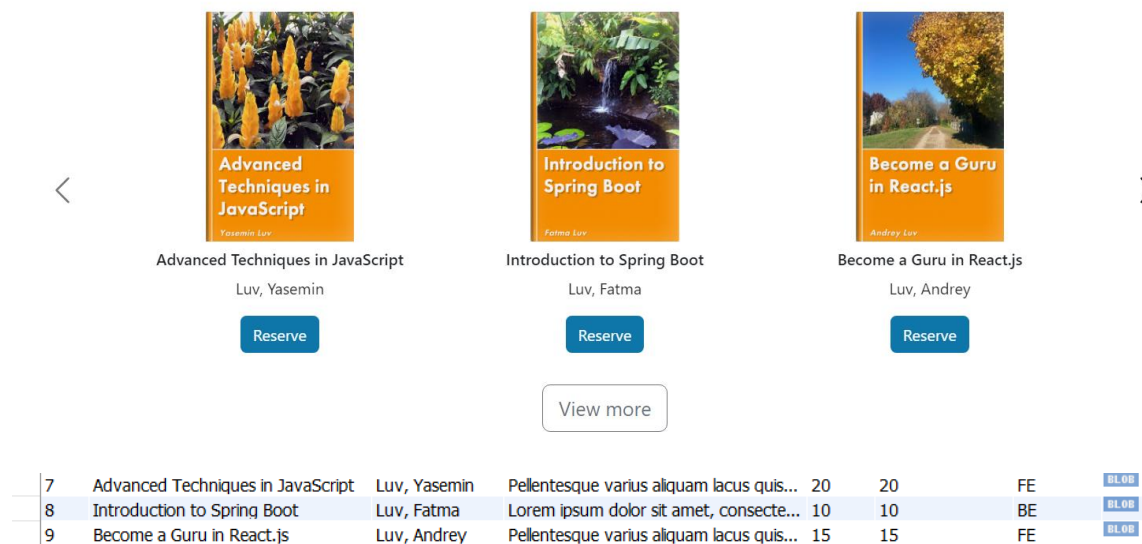 Advanced
Techniques in
JavaScript
Yasemin Luv
Introduction to
Spring Boot
Fatma Luv
Become a Guru
in React.js
Andrey Luv
Advanced Techniques in JavaScript
Introduction to Spring Boot
Become a Guru in React.js
Luv, Yasemin
Luv, Fatma
Luv, Andrey
Reserve
Reserve
Reserve
View more
7 Advanced Techniques in JavaScript Luv, Yasemin Pellentesque varius aliquam lacus quis... 20 20 FE BLOB
8 Introduction to Spring Boot Luv, Fatma Lorem ipsum dolor sit amet, consecte... 10 10 BE BLOB
9 Become a Guru in React.js Luv, Andrey Pellentesque varius aliquam lacus quis... 15 15 FE BLOB